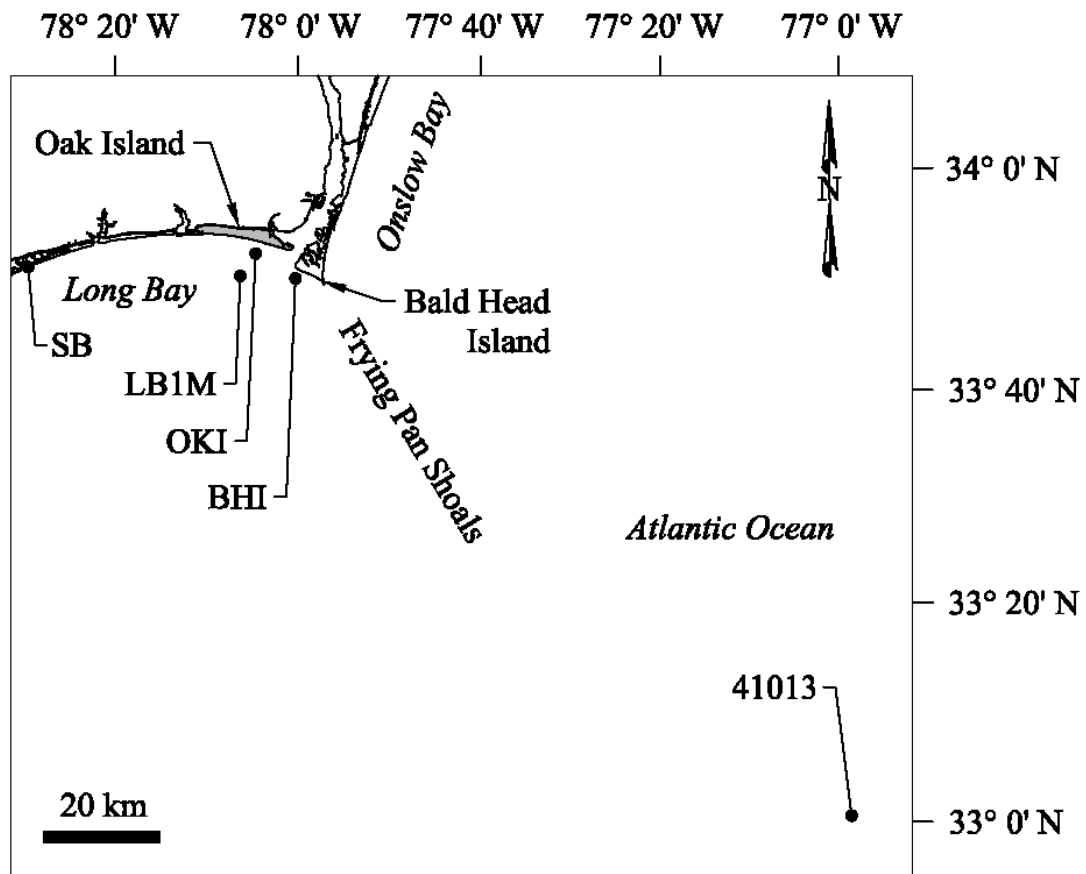 78° 20' W
78° 0' W
77° 40' W
77° 20' W
77° 0' W
Oak Island
Onslow Bay
N
34° 0' N
Long Bay
Bald Head
Island
SB
LB1M
Frying Pan Shoals
33° 40' N
OKI
BHI
Atlantic Ocean
33° 20' N
41013
20 km
33° 0' N